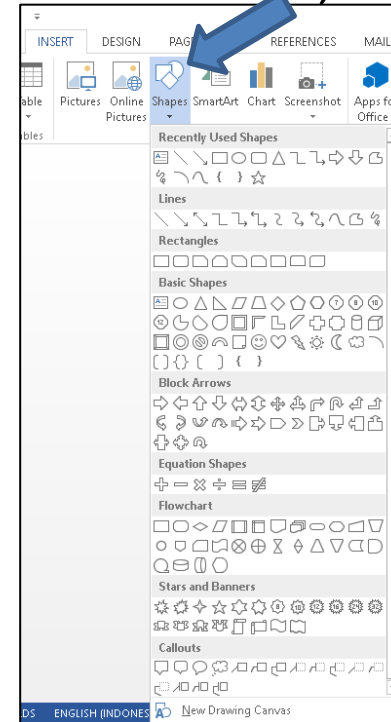 INSERT DESIGN PAG REFERENCES MAIL
able Pictures Online Pictures Shapes SmartArt Chart Screenshot Apps fo Office
bles
Recently Used Shapes
Lines
Rectangles
Basic Shapes
Block Arrows
Equation Shapes
Flowchart
Stars and Banners
Callouts
DS ENGLISH (INDONES New Drawing Canvas